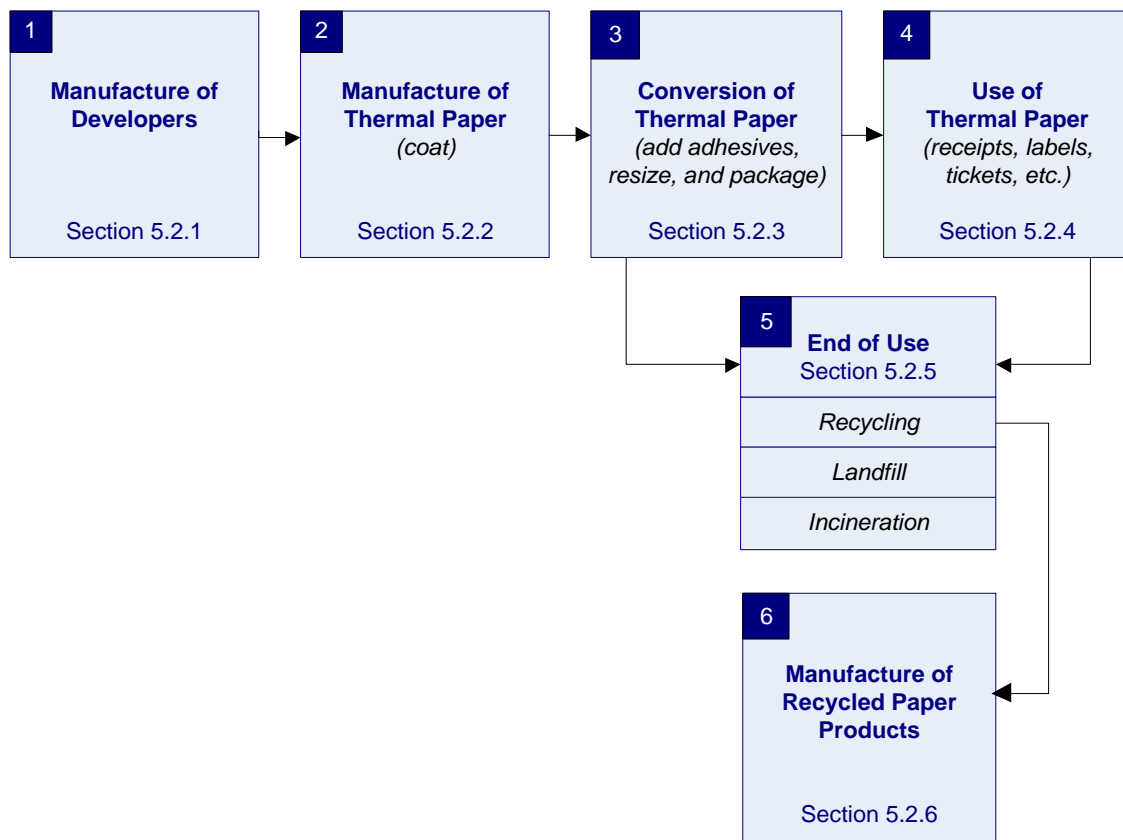 1
Manufacture of
Developers
Section 5.2.1
2
Manufacture of
Thermal Paper
(coat)
Section 5.2.2
3
Conversion of
Thermal Paper
(add adhesives,
resize, and package)
Section 5.2.3
4
Use of
Thermal Paper
(receipts, labels,
tickets, etc.)
Section 5.2.4
5
End of Use
Section 5.2.5
Recycling
Landfill
Incineration
6
Manufacture of
Recycled Paper
Products
Section 5.2.6